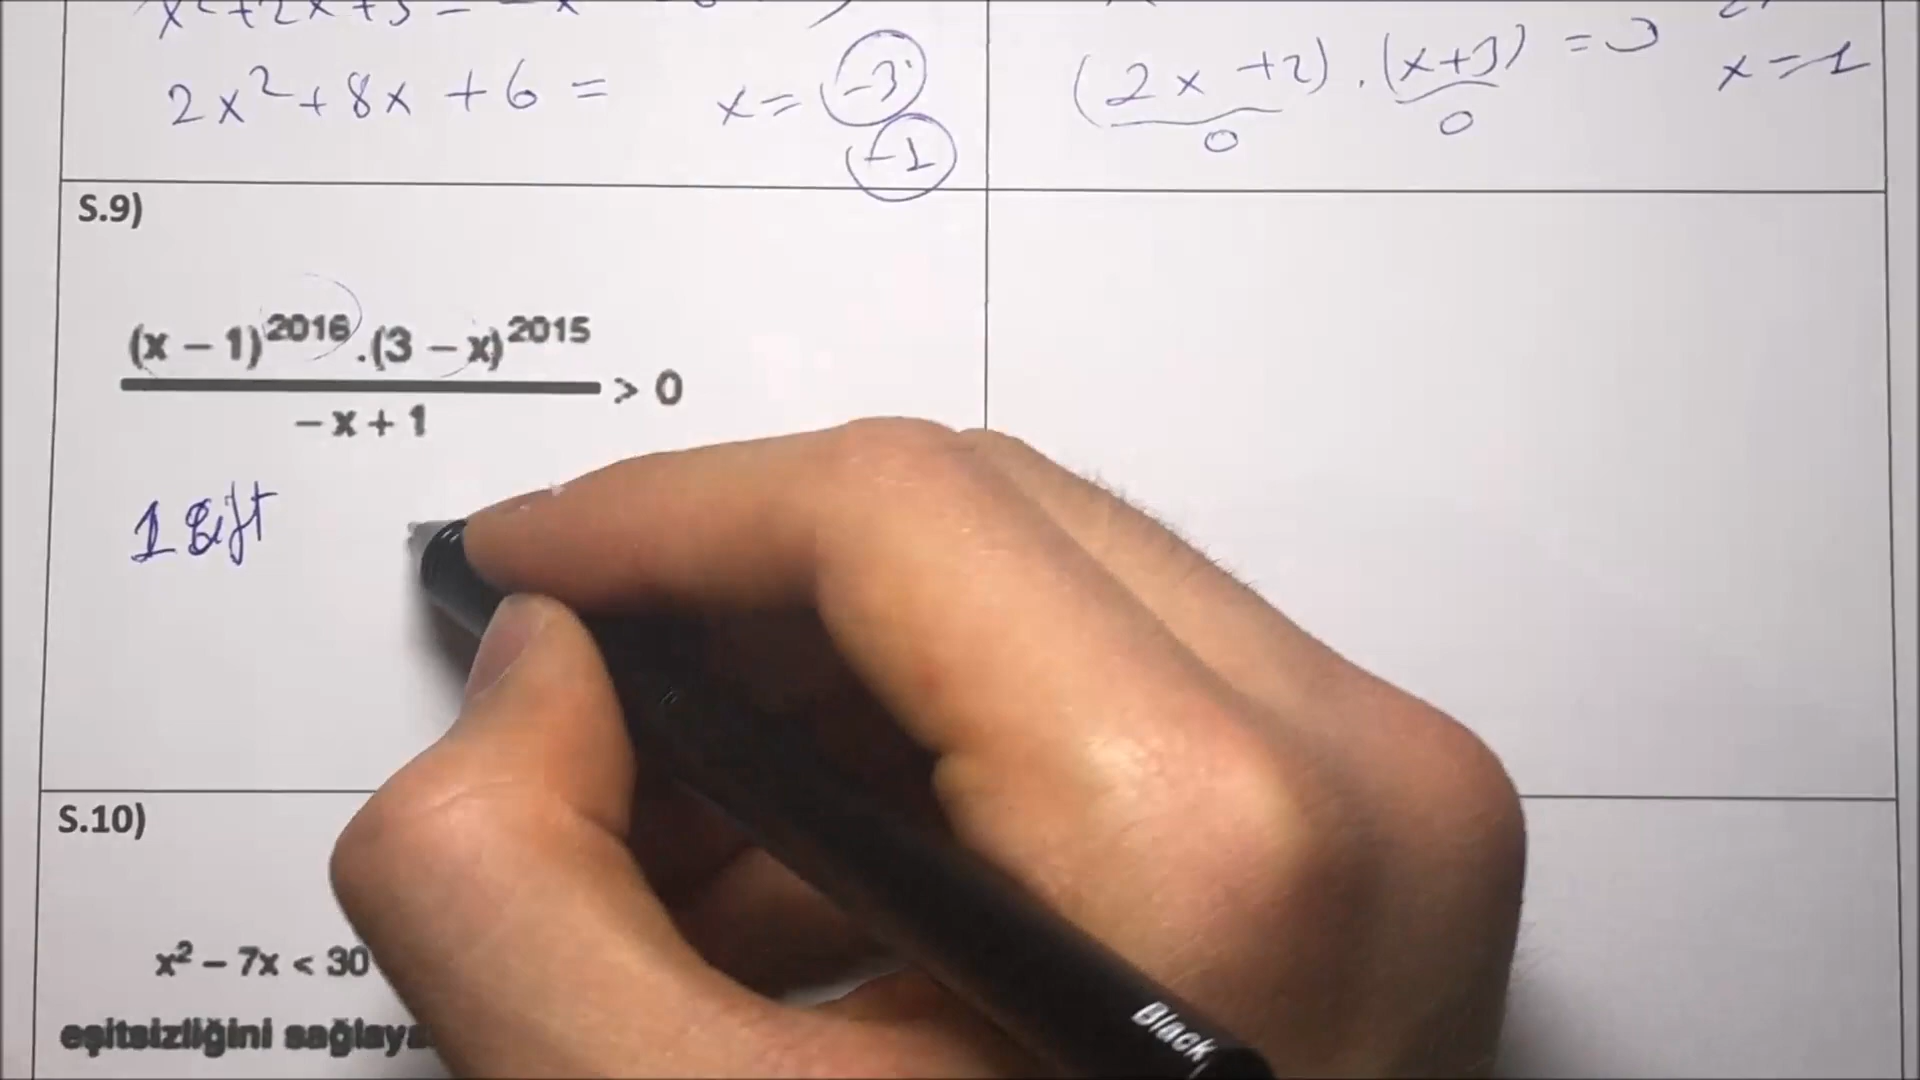 2x² + 8x + 6 = x = -3
-1
(2x +2) . (x+3) = 0 x = 1
0 0
S.9)
(x – 1)²⁰¹⁶ .(3 – x)²⁰¹⁵
> 0
– x + 1
1 çift
S.10)
x² – 7x < 30
eşitsizliğini
Black